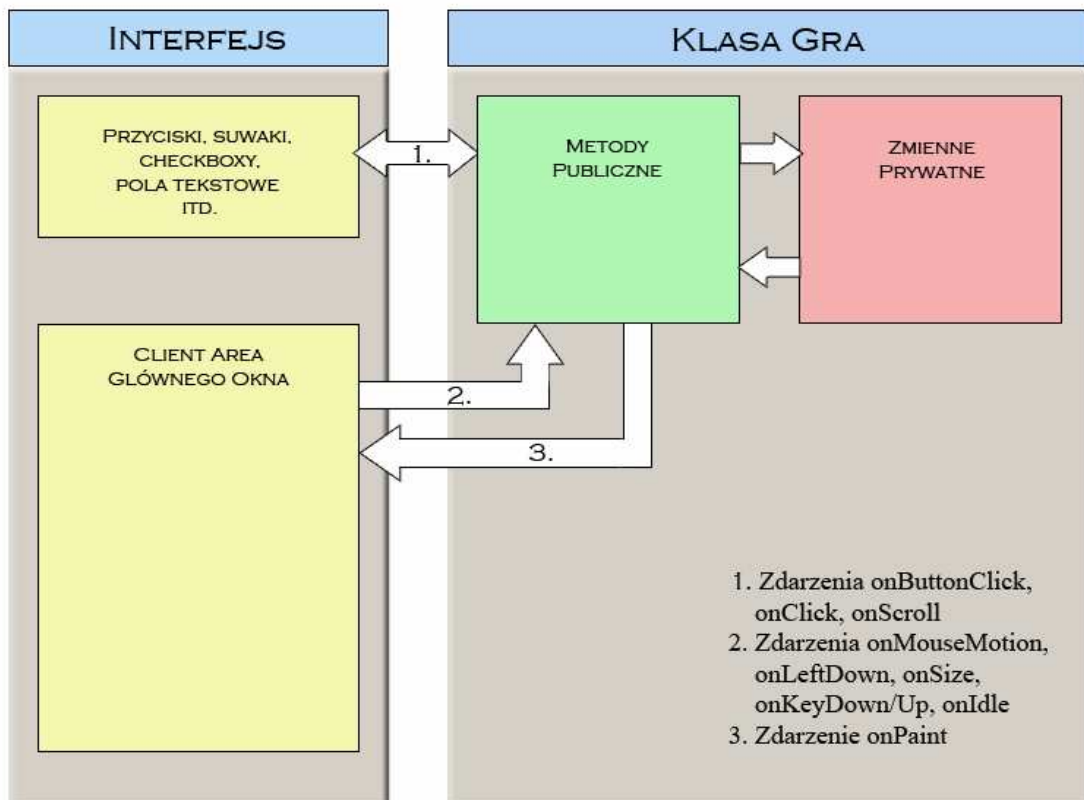 INTERFEJS
KLASA GRA
PRZYCISKI, SUWAKI,
CHECKBOXY,
POLA TEKSTOWE
ITD.
METODY
PUBLICZNE
ZMIENNE
PRYWATNE
1.
CLIENT AREA
GLÓWNEGO OKNA
2.
3.
1. Zdarzenia onButtonClick,
onClick, onScroll
2. Zdarzenia onMouseMotion,
onLeftDown, onSize,
onKeyDown/Up, onIdle
3. Zdarzenie onPaint